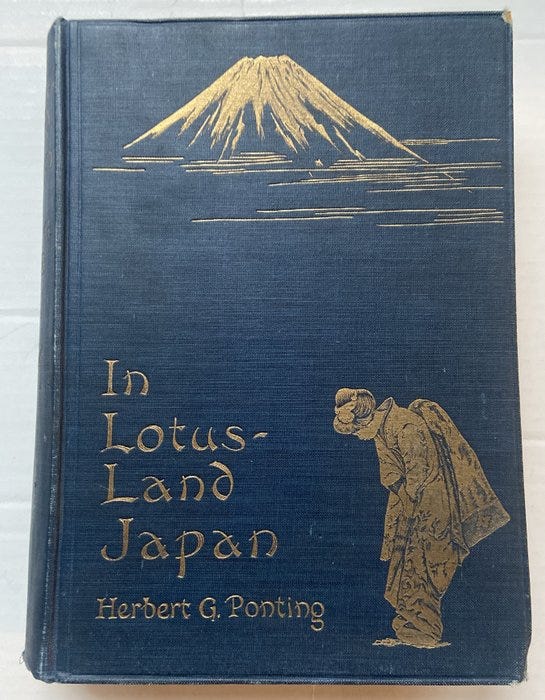 In
Lotus-
Land
Japan
Herbert G. Ponting